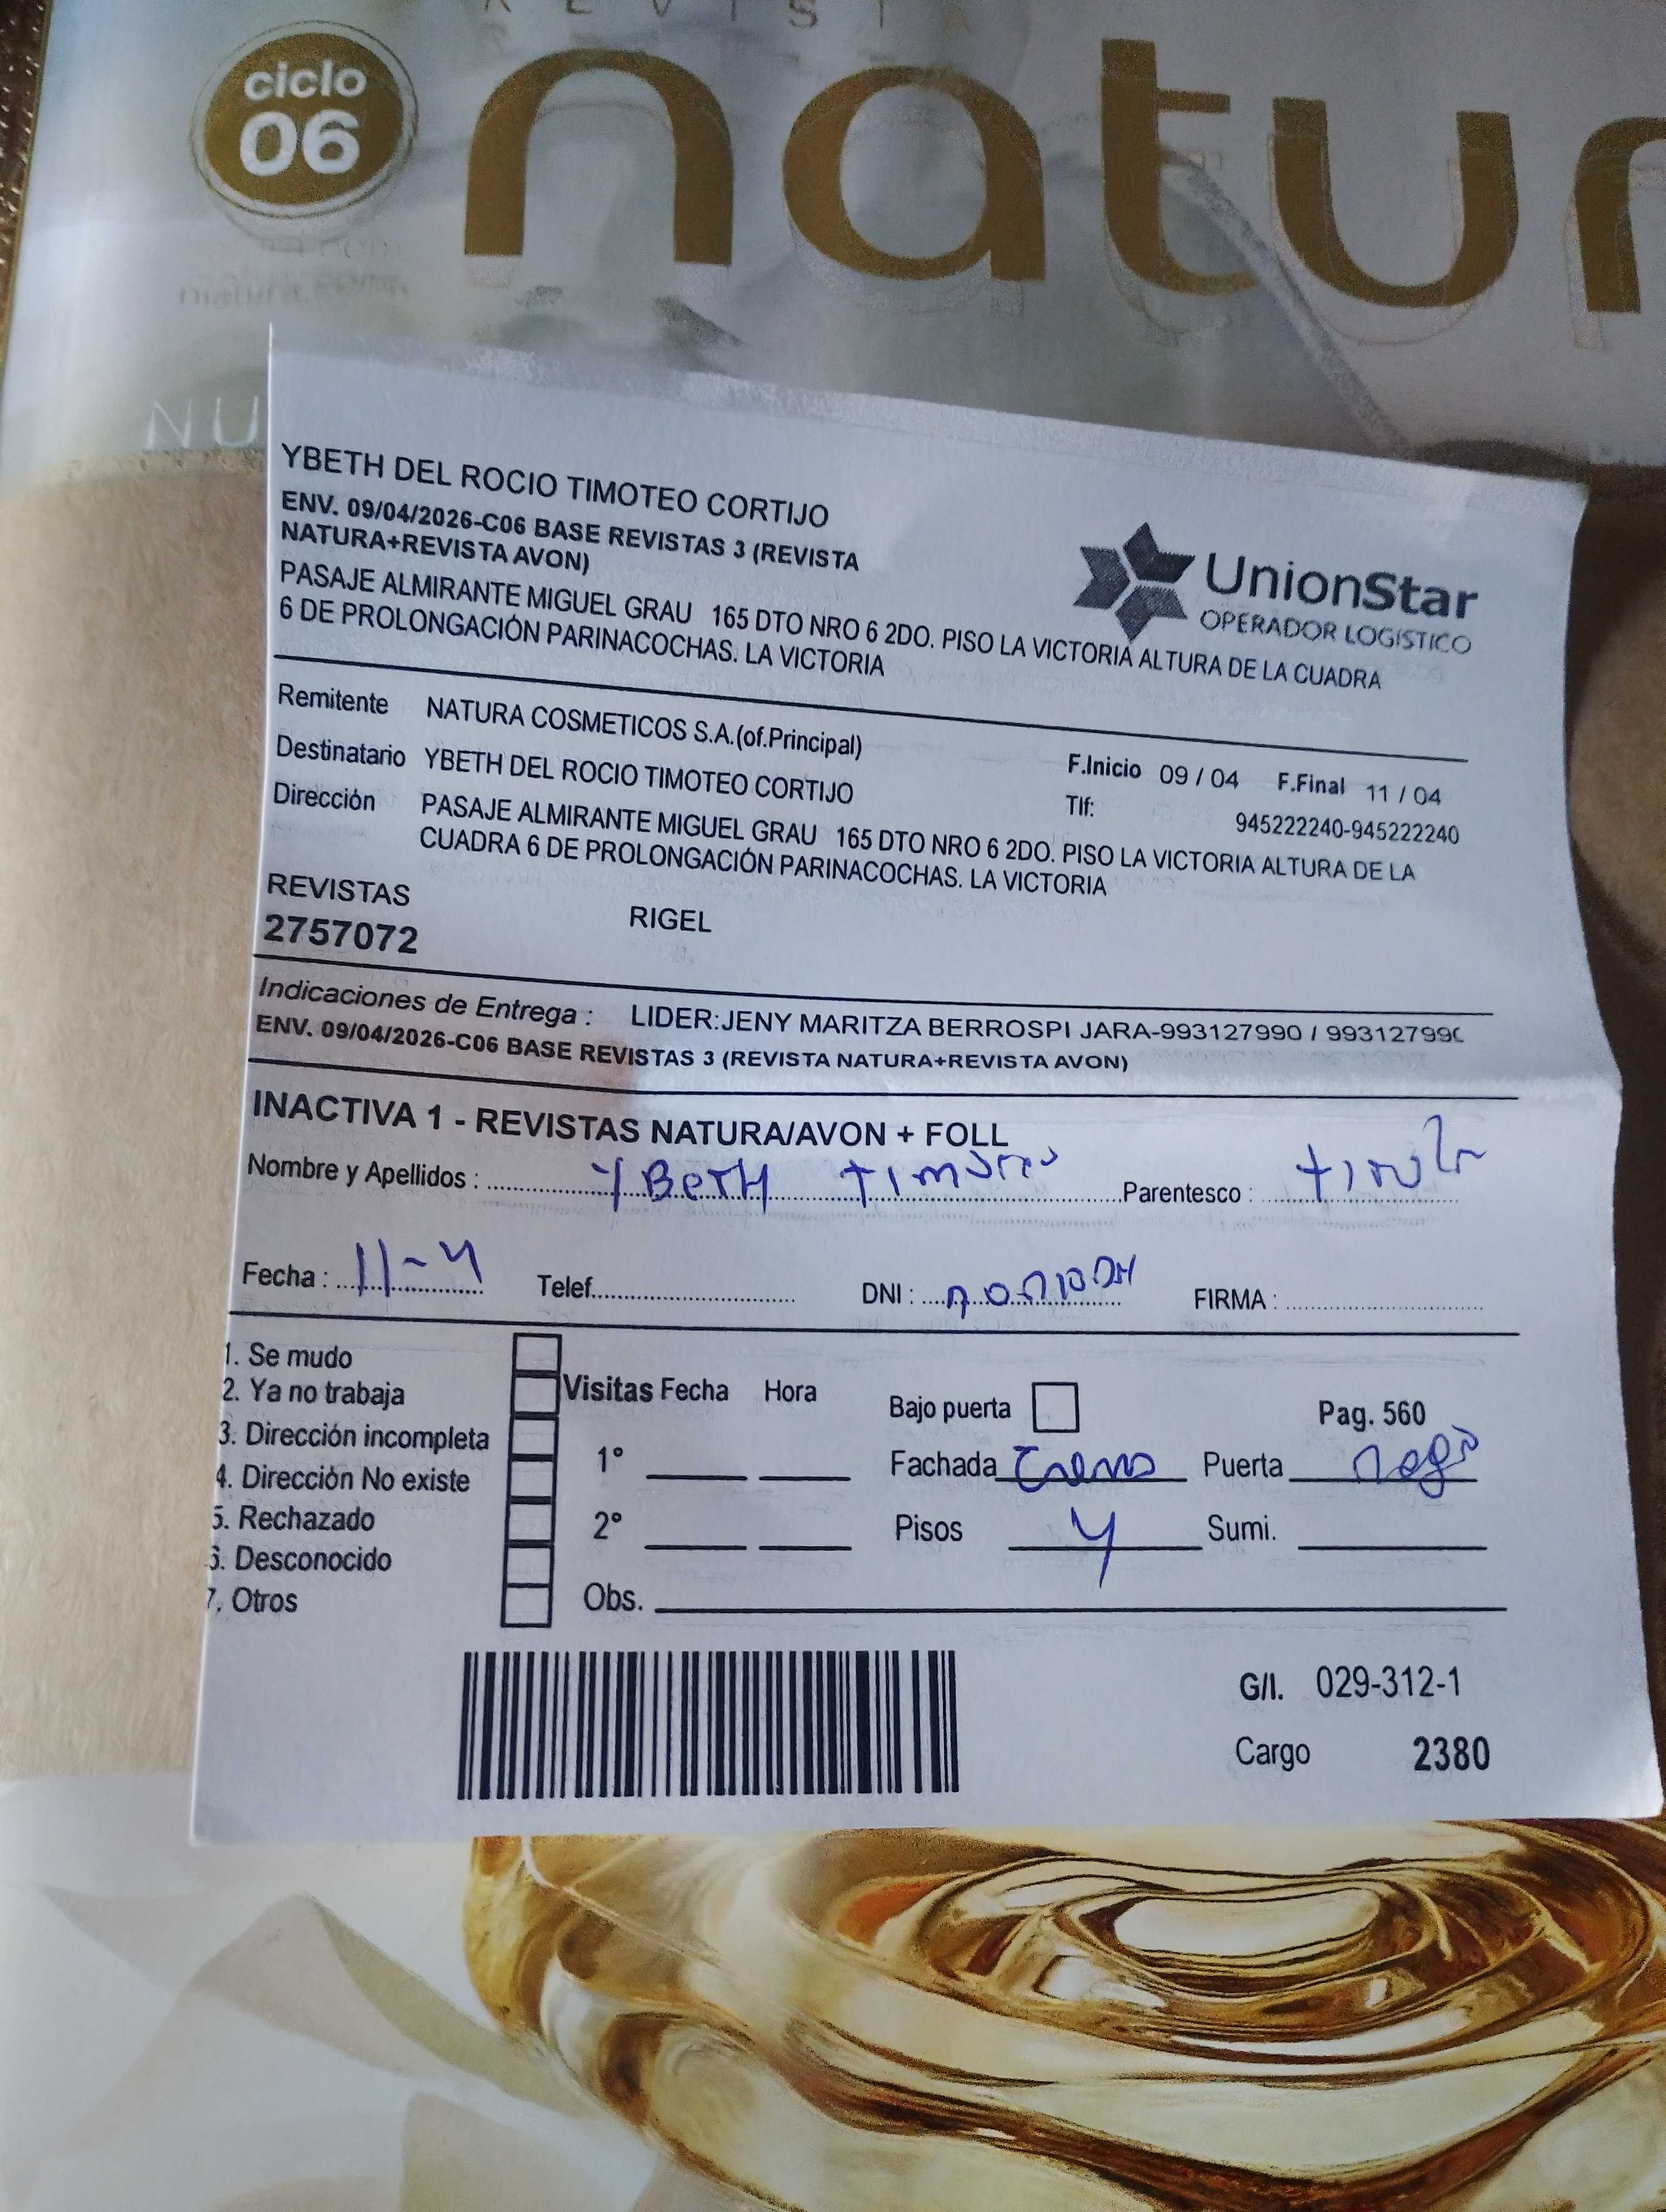 REVISTA
ciclo
06
natur
NU
YBETH DEL ROCIO TIMOTEO CORTIJO
ENV. 09/04/2026-C06 BASE REVISTAS 3 (REVISTA
NATURA+REVISTA AVON)
UnionStar
OPERADOR LOGÍSTICO
PASAJE ALMIRANTE MIGUEL GRAU 165 DTO NRO 6 2DO. PISO LA VICTORIA ALTURA DE LA CUADRA
6 DE PROLONGACIÓN PARINACOCHAS. LA VICTORIA
Remitente NATURA COSMETICOS S.A.(of.Principal)
F.Inicio 09 / 04 F.Final 11 / 04
Destinatario YBETH DEL ROCIO TIMOTEO CORTIJO
Tlf: 945222240-945222240
Dirección PASAJE ALMIRANTE MIGUEL GRAU 165 DTO NRO 6 2DO. PISO LA VICTORIA ALTURA DE LA
CUADRA 6 DE PROLONGACIÓN PARINACOCHAS. LA VICTORIA
REVISTAS
2757072 RIGEL
Indicaciones de Entrega : LIDER:JENY MARITZA BERROSPI JARA-993127990 / 99312799
ENV. 09/04/2026-C06 BASE REVISTAS 3 (REVISTA NATURA+REVISTA AVON)
INACTIVA 1 - REVISTAS NATURA/AVON + FOLL
Nombre y Apellidos : YBeTH Parentesco :
Fecha : 11-4 Telef. DNI : FIRMA :
1. Se mudo
2. Ya no trabaja
3. Dirección incompleta
4. Dirección No existe
5. Rechazado
6. Desconocido
7. Otros
Visitas Fecha Hora
1°
2°
Obs.
Bajo puerta Pag. 560
Fachada Crema Puerta negro
Pisos 4 Sumi.
G/I. 029-312-1
Cargo 2380